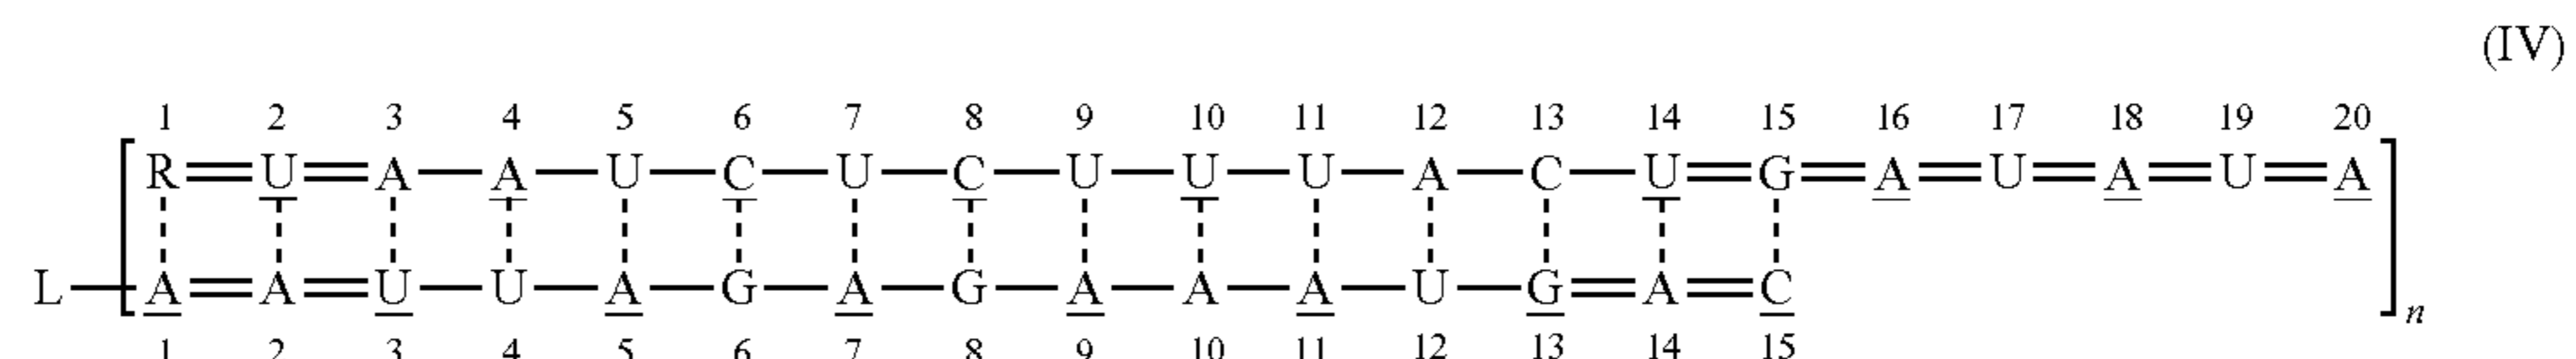 (IV)
1 2 3 4 5 6 7 8 9 10 11 12 13 14 15 16 17 18 19 20
R=U=A—A—U—C—U—C—U—U—U—A—C—U=G=A=U=A=U=A
L—[A=A=U—U—A—G—A—G—A—A—A—U—G=A=C]n
1 2 3 4 5 6 7 8 9 10 11 12 13 14 15